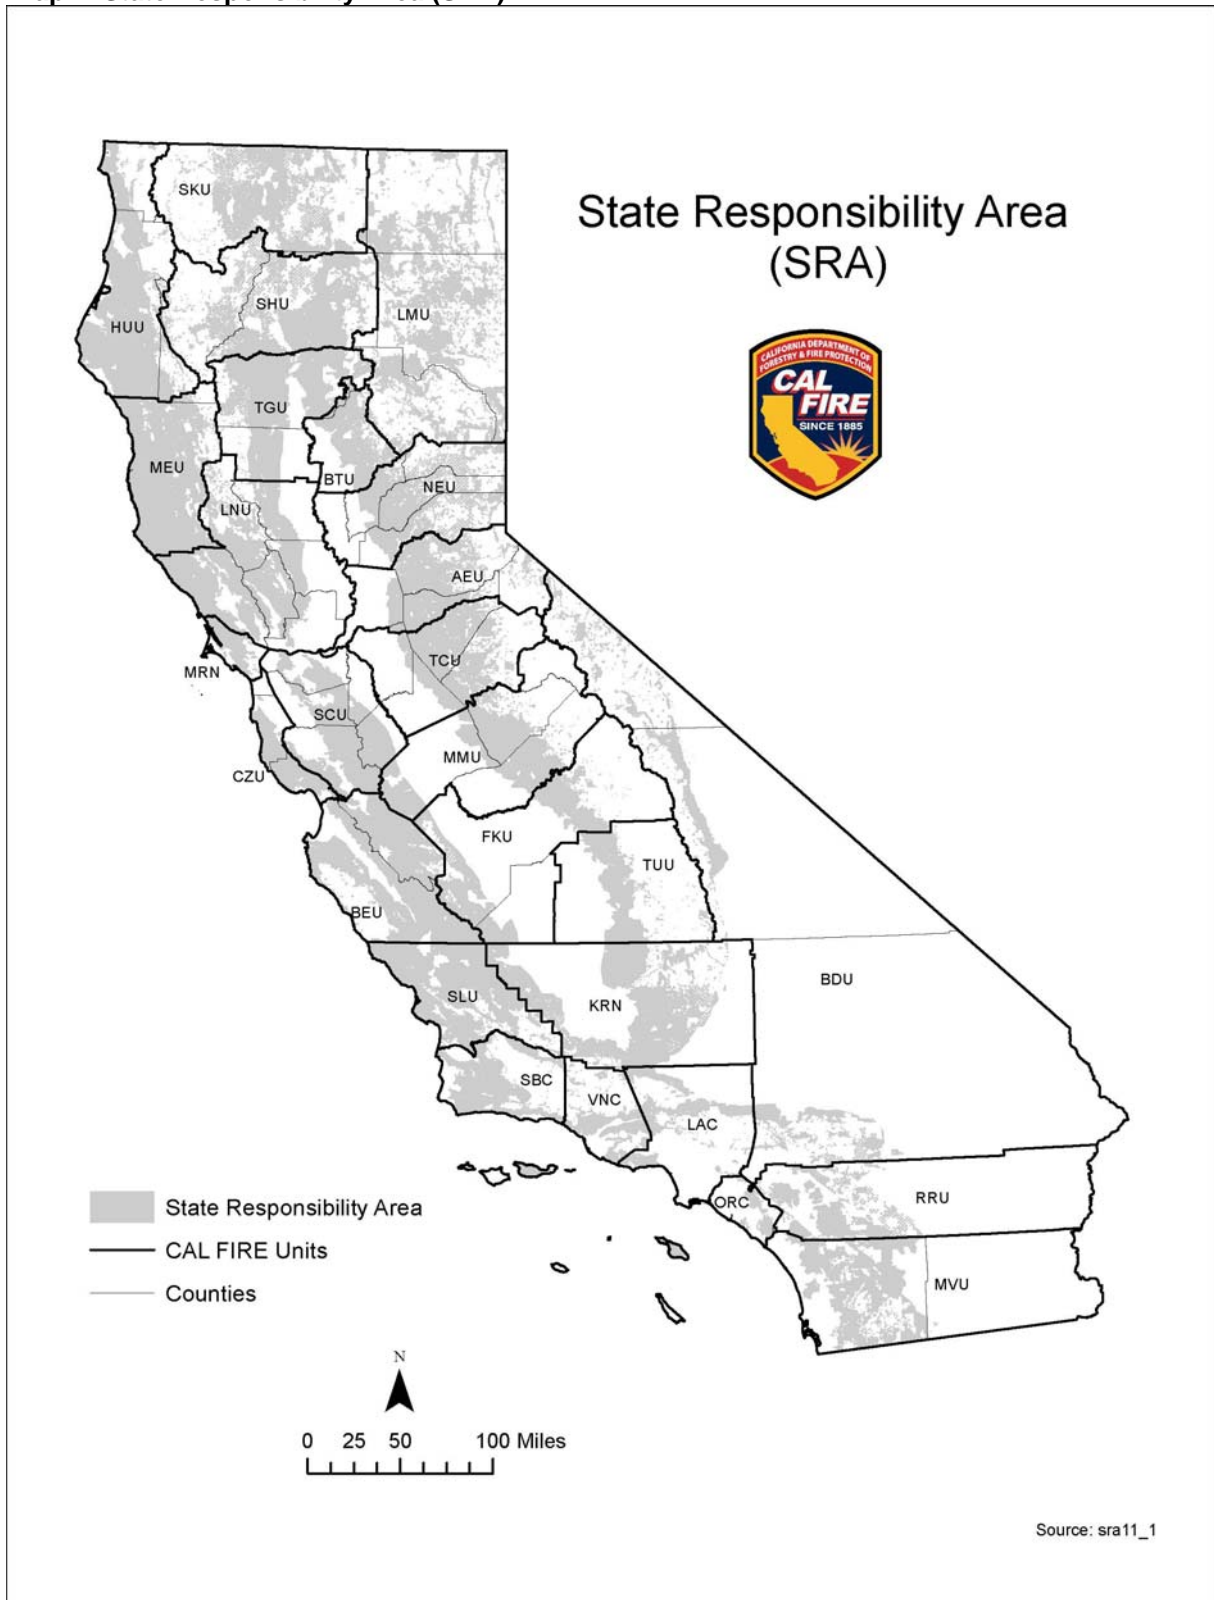 State Responsibility Area
(SRA)
CALIFORNIA DEPARTMENT OF
FORESTRY & FIRE PROTECTION
CAL
FIRE
SINCE 1885
SKU
SHU
LMU
HUU
TGU
MEU
BTU
NEU
LNU
AEU
TCU
MRN
SCU
MMU
CZU
FKU
TUU
BEU
BDU
SLU
KRN
SBC
VNC
LAC
ORC
RRU
MVU
State Responsibility Area
CAL FIRE Units
Counties
N
0 25 50 100 Miles
Source: sra11_1